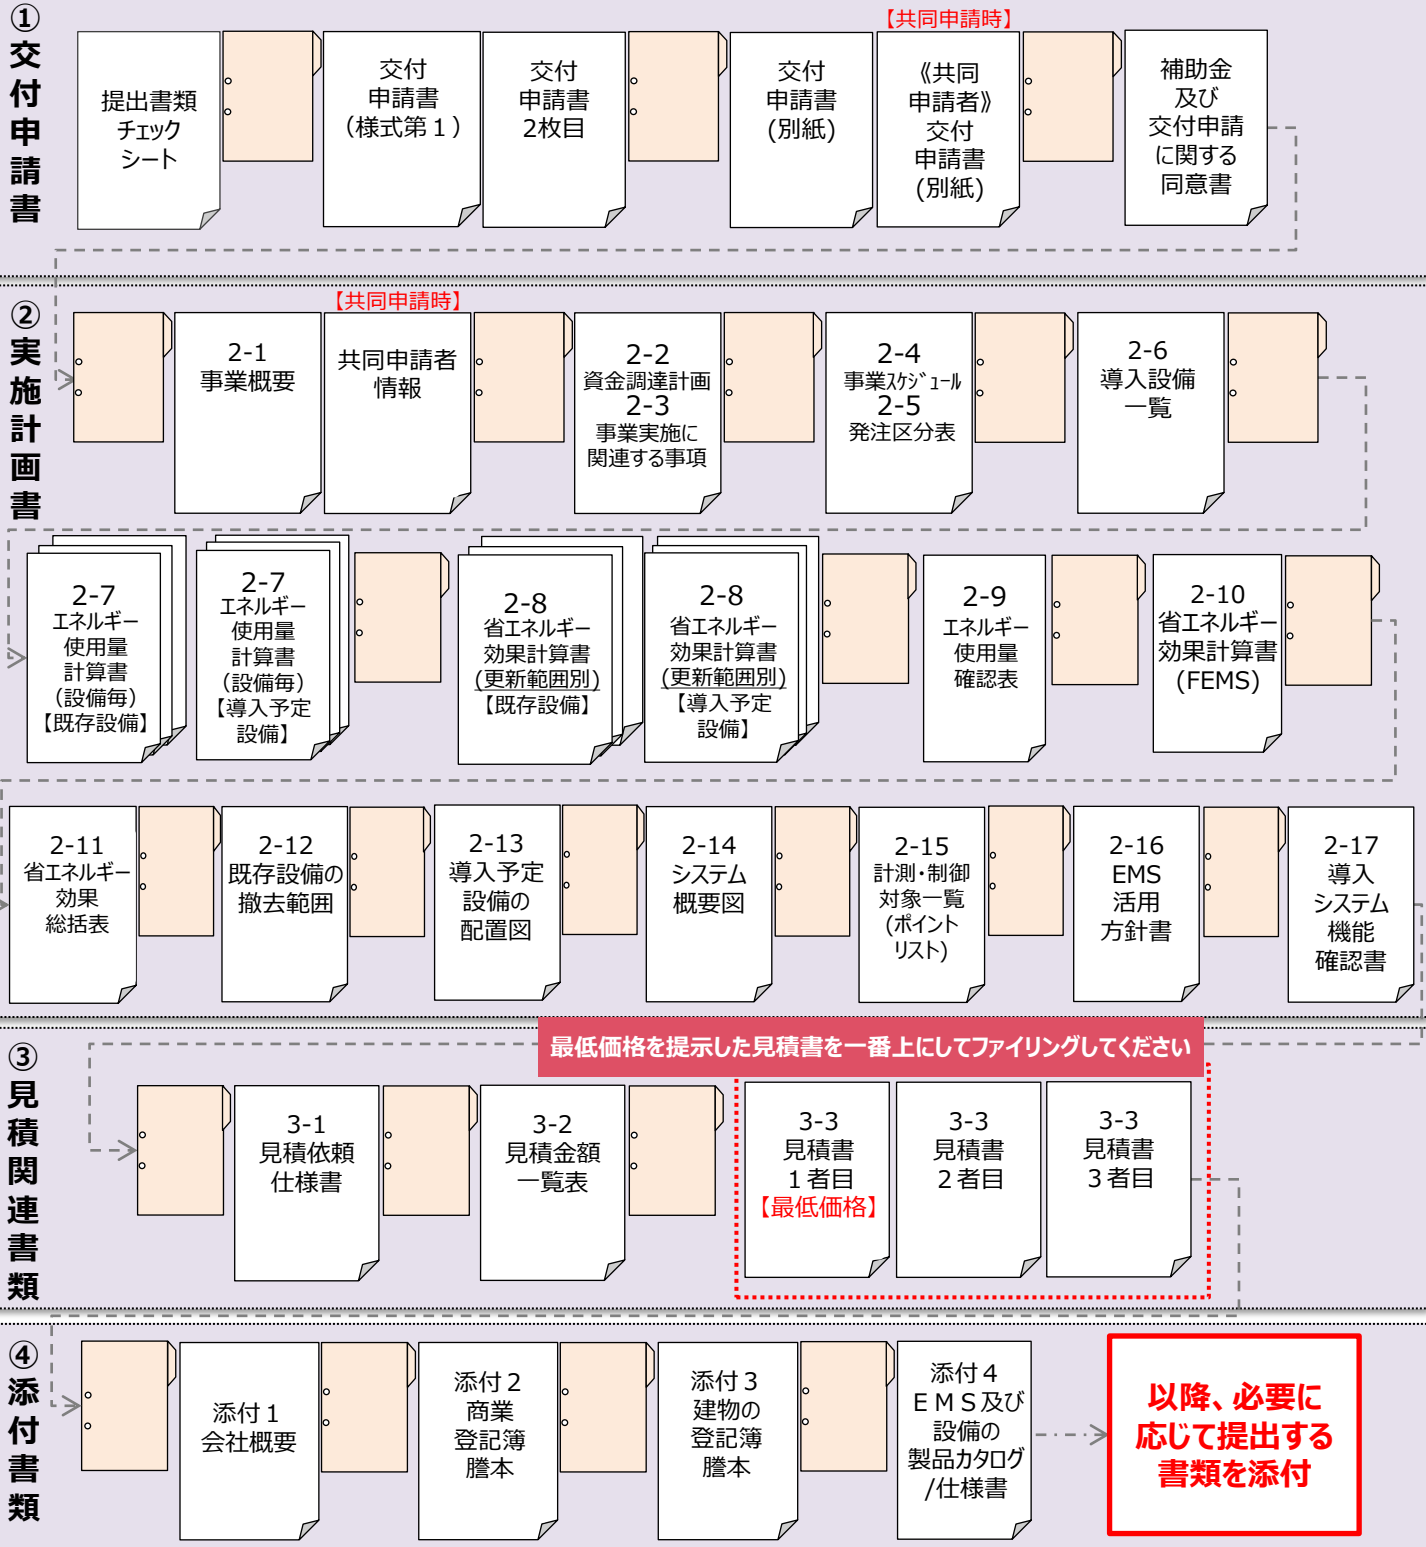 ①交付申請書
提出書類
チェック
シート
交付
申請書
（様式第１）
交付
申請書
2枚目
交付
申請書
(別紙)
【共同申請時】
《共同
申請者》
交付
申請書
(別紙)
補助金
及び
交付申請
に関する
同意書
②実施計画書
2-1
事業概要
【共同申請時】
共同申請者
情報
2-2
資金調達計画
2-3
事業実施に
関連する事項
2-4
事業ｽｹｼﾞｭｰﾙ
2-5
発注区分表
2-6
導入設備
一覧
2-7
エネルギー
使用量
計算書
（設備毎）
【既存設備】
2-7
エネルギー
使用量
計算書
（設備毎）
【導入予定
設備】
2-8
省エネルギー
効果計算書
(更新範囲別)
【既存設備】
2-8
省エネルギー
効果計算書
(更新範囲別)
【導入予定
設備】
2-9
エネルギー
使用量
確認表
2-10
省エネルギー
効果計算書
(FEMS)
2-11
省エネルギー
効果
総括表
2-12
既存設備の
撤去範囲
2-13
導入予定
設備の
配置図
2-14
システム
概要図
2-15
計測・制御
対象一覧
(ポイント
リスト)
2-16
EMS
活用
方針書
2-17
導入
システム
機能
確認書
③見積関連書類
最低価格を提示した見積書を一番上にしてファイリングしてください
3-1
見積依頼
仕様書
3-2
見積金額
一覧表
3-3
見積書
１者目
【最低価格】
3-3
見積書
２者目
3-3
見積書
３者目
④添付書類
添付１
会社概要
添付２
商業
登記簿
謄本
添付３
建物の
登記簿
謄本
添付４
ＥＭＳ及び
設備の
製品カタログ
/仕様書
以降、必要に
応じて提出する
書類を添付